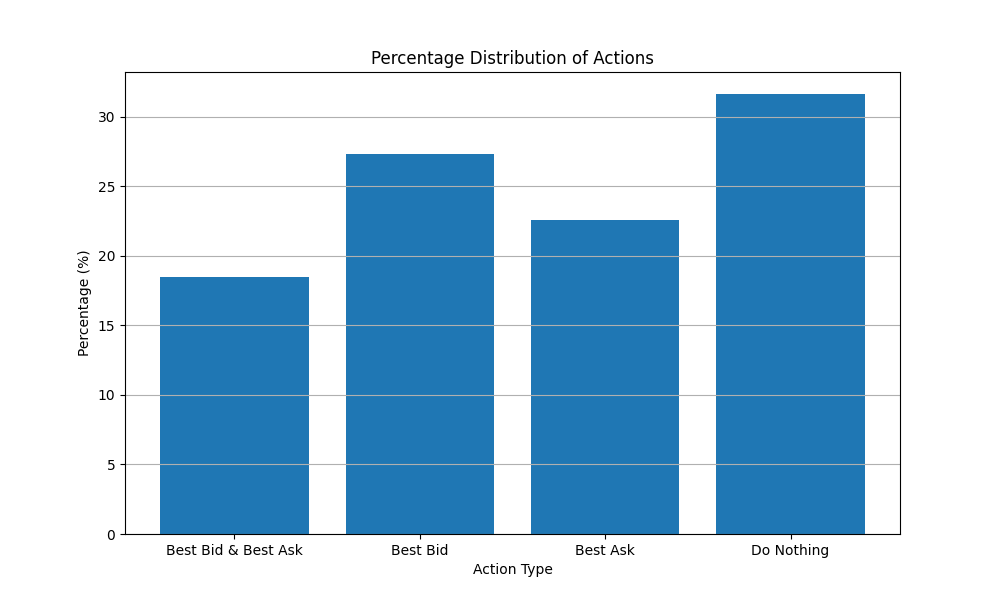 Percentage Distribution of Actions
Percentage (%)
30
25
20
15
10
5
0
Best Bid & Best Ask
Best Bid
Best Ask
Do Nothing
Action Type